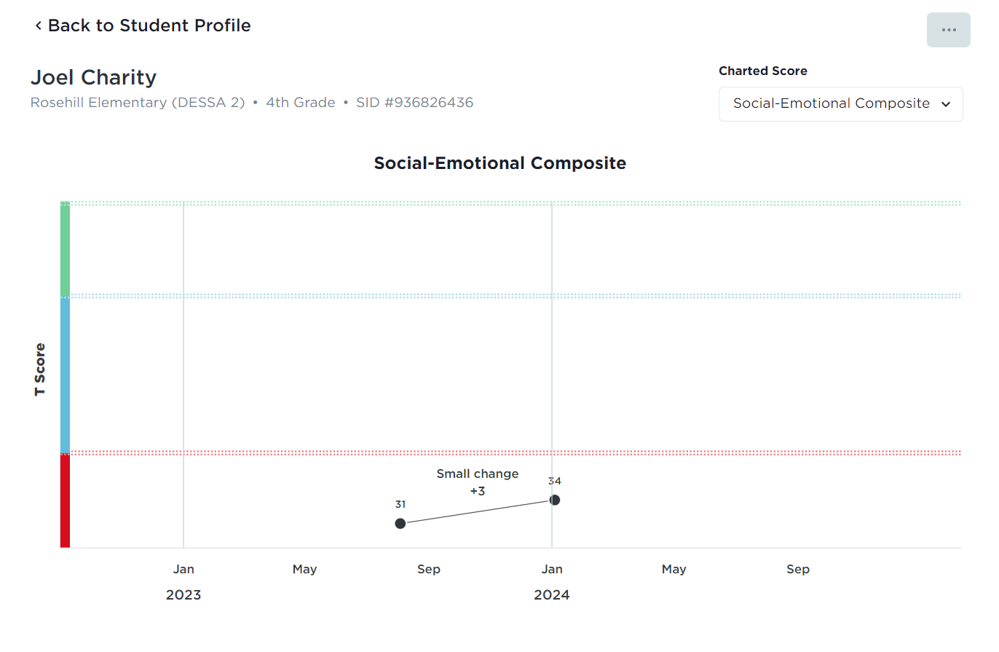 ‹ Back to Student Profile
...
Joel Charity
Rosehill Elementary (DESSA 2) • 4th Grade • SID #936826436
Charted Score
Social-Emotional Composite
Social-Emotional Composite
T Score
Small change
+3
31
34
Jan
May
Sep
Jan
May
Sep
2023
2024